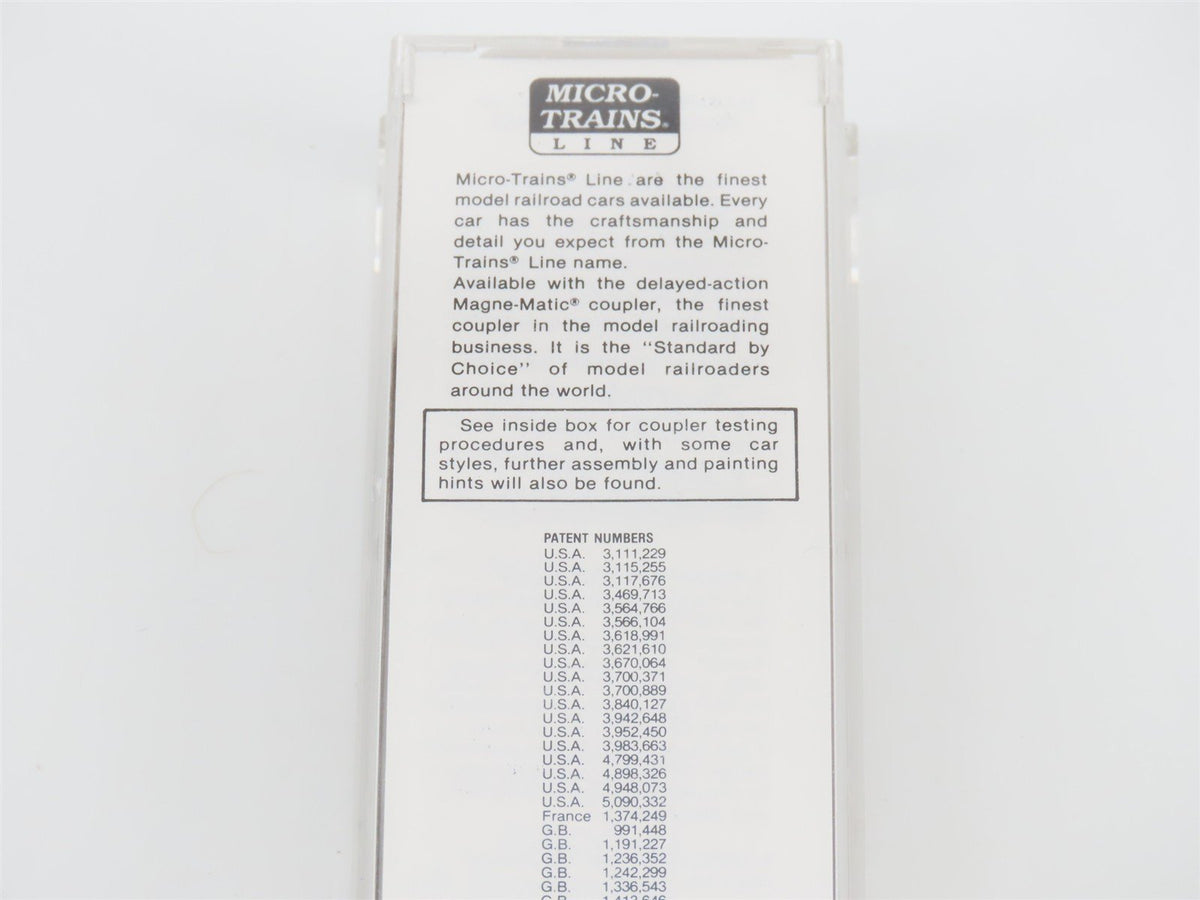 MICRO-
TRAINS®
LINE
Micro-Trains® Line are the finest
model railroad cars available. Every
car has the craftsmanship and
detail you expect from the Micro-
Trains® Line name.
Available with the delayed-action
Magne-Matic® coupler, the finest
coupler in the model railroading
business. It is the "Standard by
Choice" of model railroaders
around the world.
See inside box for coupler testing
procedures and, with some car
styles, further assembly and painting
hints will also be found.
PATENT NUMBERS
U.S.A. 3,111,229
U.S.A. 3,115,255
U.S.A. 3,117,676
U.S.A. 3,469,713
U.S.A. 3,564,766
U.S.A. 3,566,104
U.S.A. 3,618,991
U.S.A. 3,621,610
U.S.A. 3,670,064
U.S.A. 3,700,371
U.S.A. 3,700,889
U.S.A. 3,840,127
U.S.A. 3,942,648
U.S.A. 3,952,450
U.S.A. 3,983,663
U.S.A. 4,799,431
U.S.A. 4,898,326
U.S.A. 4,948,073
U.S.A. 5,090,332
France 1,374,249
G.B. 991,448
G.B. 1,191,227
G.B. 1,236,352
G.B. 1,242,299
G.B. 1,336,543
G.B. 1,413,646